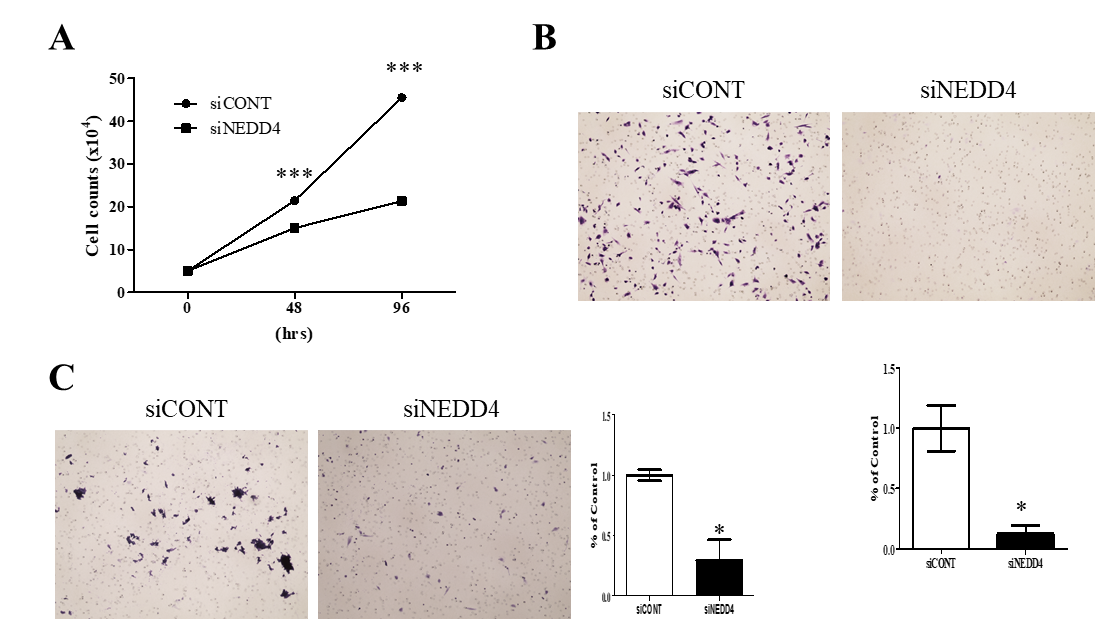 A
***
50
siCONT
siNEDD4
40
30
***
20
10
0
Cell counts (x10⁴)
0 48 96
(hrs)
B
siCONT siNEDD4
C
siCONT siNEDD4
1.5
1.0
0.5
0.0
% of Control
*
siCONT siNEDD4
1.5
1.0
0.5
0.0
% of Control
*
siCONT siNEDD4